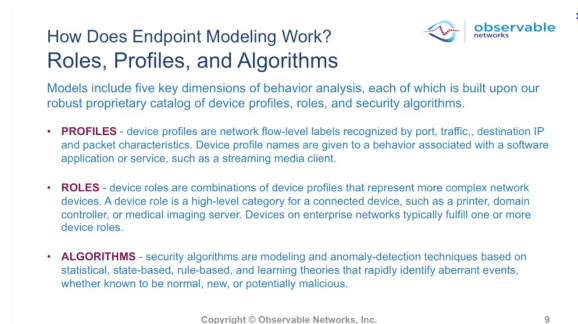 How Does Endpoint Modeling Work?
Roles, Profiles, and Algorithms
observable
networks
Models include five key dimensions of behavior analysis, each of which is built upon our
robust proprietary catalog of device profiles, roles, and security algorithms.
• PROFILES - device profiles are network flow-level labels recognized by port, traffic,, destination IP
and packet characteristics. Device profile names are given to a behavior associated with a software
application or service, such as a streaming media client.
• ROLES - device roles are combinations of device profiles that represent more complex network
devices. A device role is a high-level category for a connected device, such as a printer, domain
controller, or medical imaging server. Devices on enterprise networks typically fulfill one or more
device roles.
• ALGORITHMS - security algorithms are modeling and anomaly-detection techniques based on
statistical, state-based, rule-based, and learning theories that rapidly identify aberrant events,
whether known to be normal, new, or potentially malicious.
Copyright © Observable Networks, Inc.
9